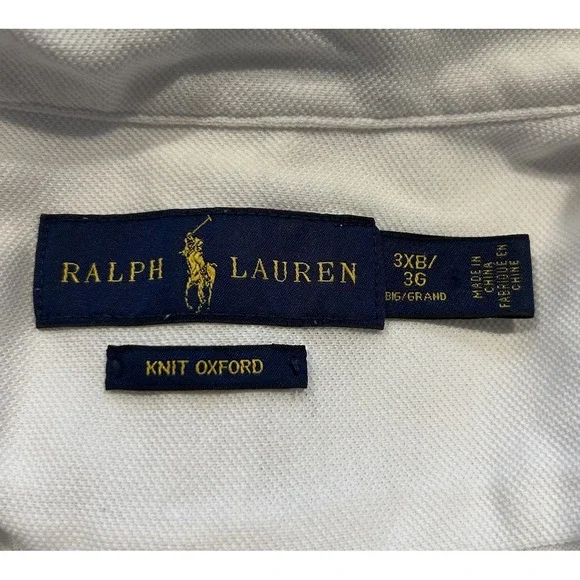 RALPH LAUREN
3XB/
3G
BIG/GRAND
MADE IN
CHINA
FABRIQUÉ EN
CHINE
KNIT OXFORD